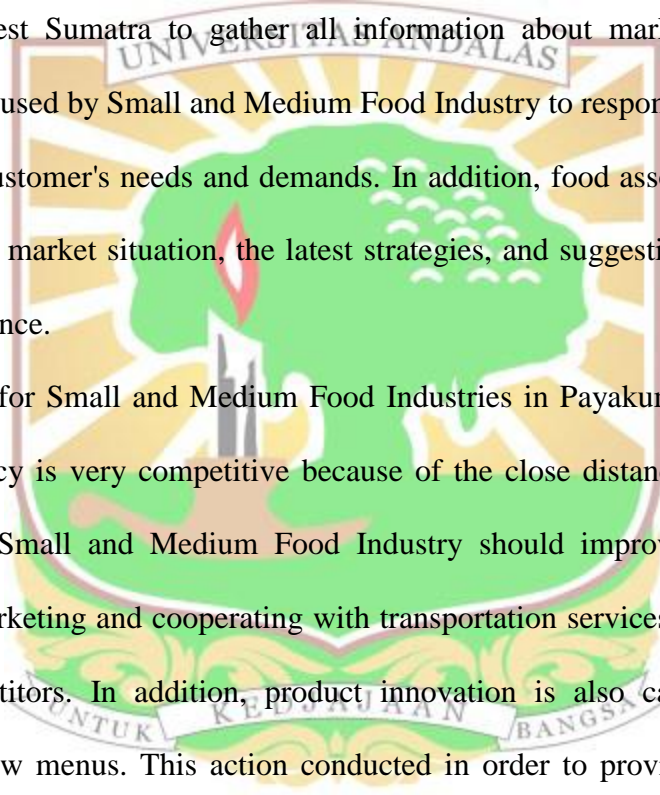 est Sumatra to gather all information about mar
UNIVERSITAS ANDALAS
used by Small and Medium Food Industry to respon
ustomer's needs and demands. In addition, food asso
market situation, the latest strategies, and suggesti
nce.
for Small and Medium Food Industries in Payakum
cy is very competitive because of the close distan
Small and Medium Food Industry should improv
rketing and cooperating with transportation services
titors. In addition, product innovation is also ca
UNTUK KEDJAJAAN BANGSA
w menus. This action conducted in order to provi